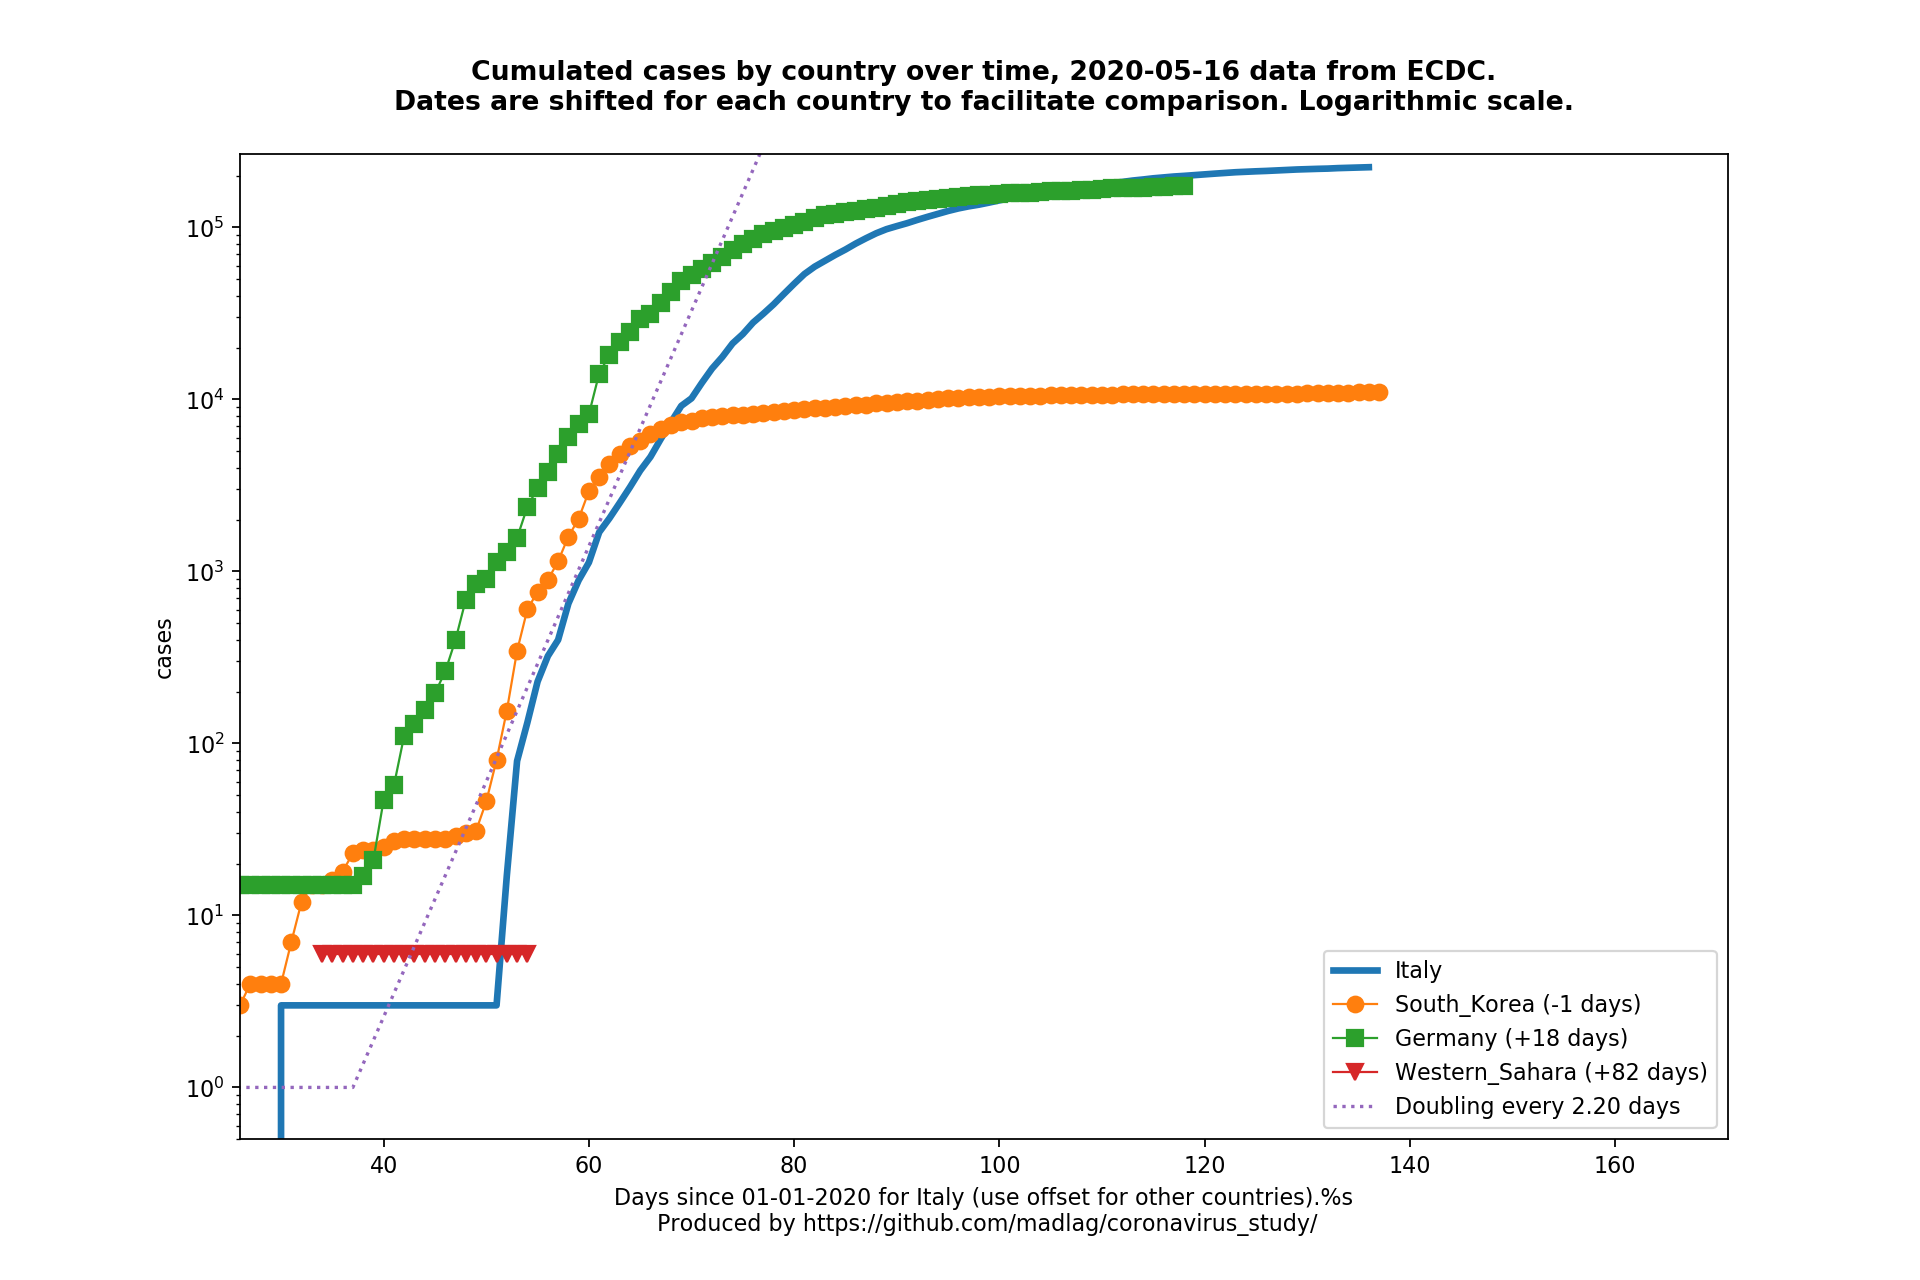 Cumulated cases by country over time, 2020-05-16 data from ECDC.
Dates are shifted for each country to facilitate comparison. Logarithmic scale.
cases
10^5
10^4
10^3
10^2
10^1
10^0
40 60 80 100 120 140 160
Italy
South_Korea (-1 days)
Germany (+18 days)
Western_Sahara (+82 days)
Doubling every 2.20 days
Days since 01-01-2020 for Italy (use offset for other countries).%s
Produced by https://github.com/madlag/coronavirus_study/